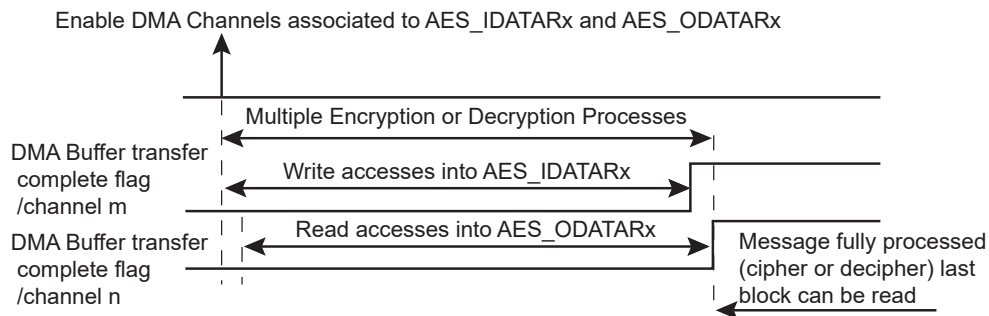 Enable DMA Channels associated to AES_IDATARx and AES_ODATARx
Multiple Encryption or Decryption Processes
DMA Buffer transfer
complete flag
/channel m
Write accesses into AES_IDATARx
Read accesses into AES_ODATARx
DMA Buffer transfer
complete flag
/channel n
Message fully processed
(cipher or decipher) last
block can be read